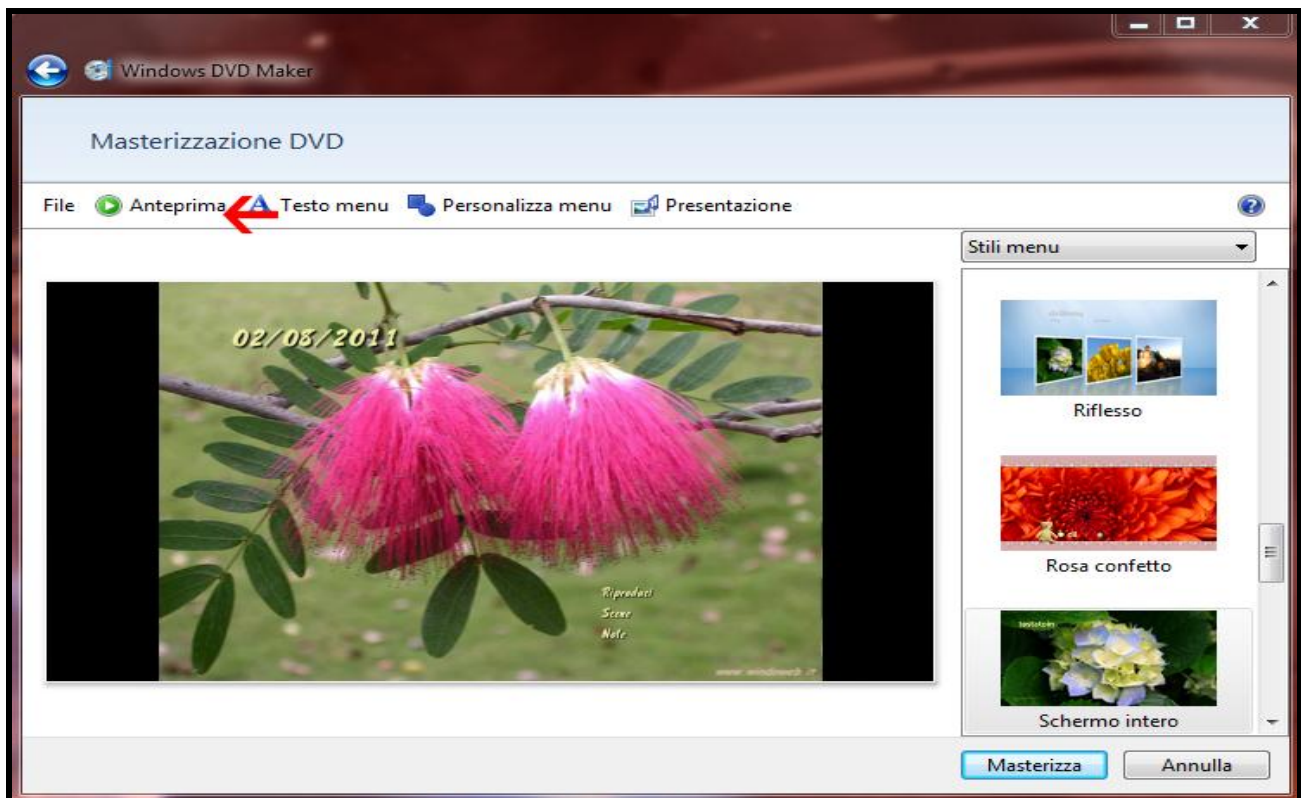 Windows DVD Maker
Masterizzazione DVD
File Anteprima Testo menu Personalizza menu Presentazione
Stili menu
02/08/2011
Riproduci
Scene
Note
Riflesso
Rosa confetto
Schermo intero
Masterizza Annulla